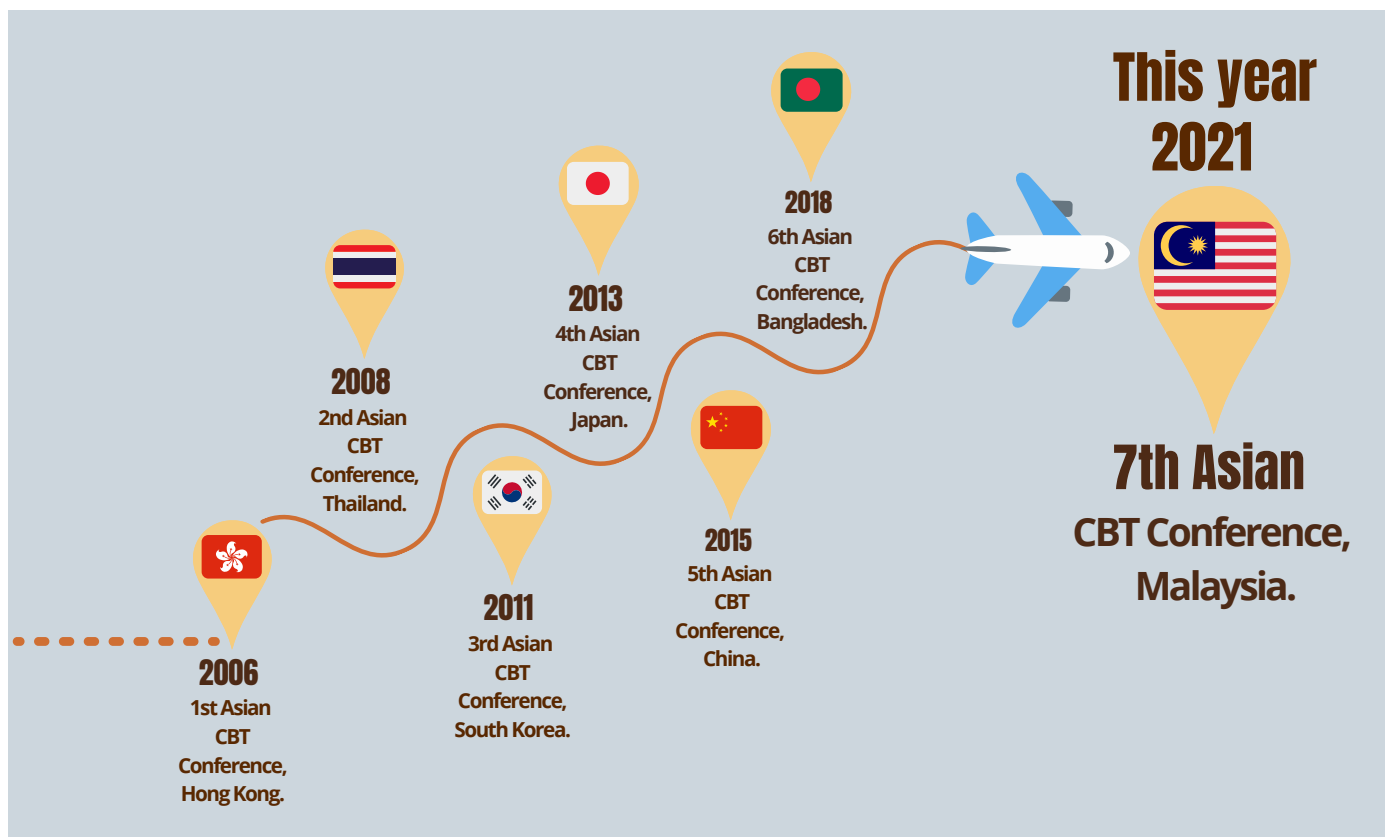 This year
2021
7th Asian
CBT Conference,
Malaysia.
2018
6th Asian
CBT
Conference,
Bangladesh.
2013
4th Asian
CBT
Conference,
Japan.
2008
2nd Asian
CBT
Conference,
Thailand.
2015
5th Asian
CBT
Conference,
China.
2011
3rd Asian
CBT
Conference,
South Korea.
2006
1st Asian
CBT
Conference,
Hong Kong.